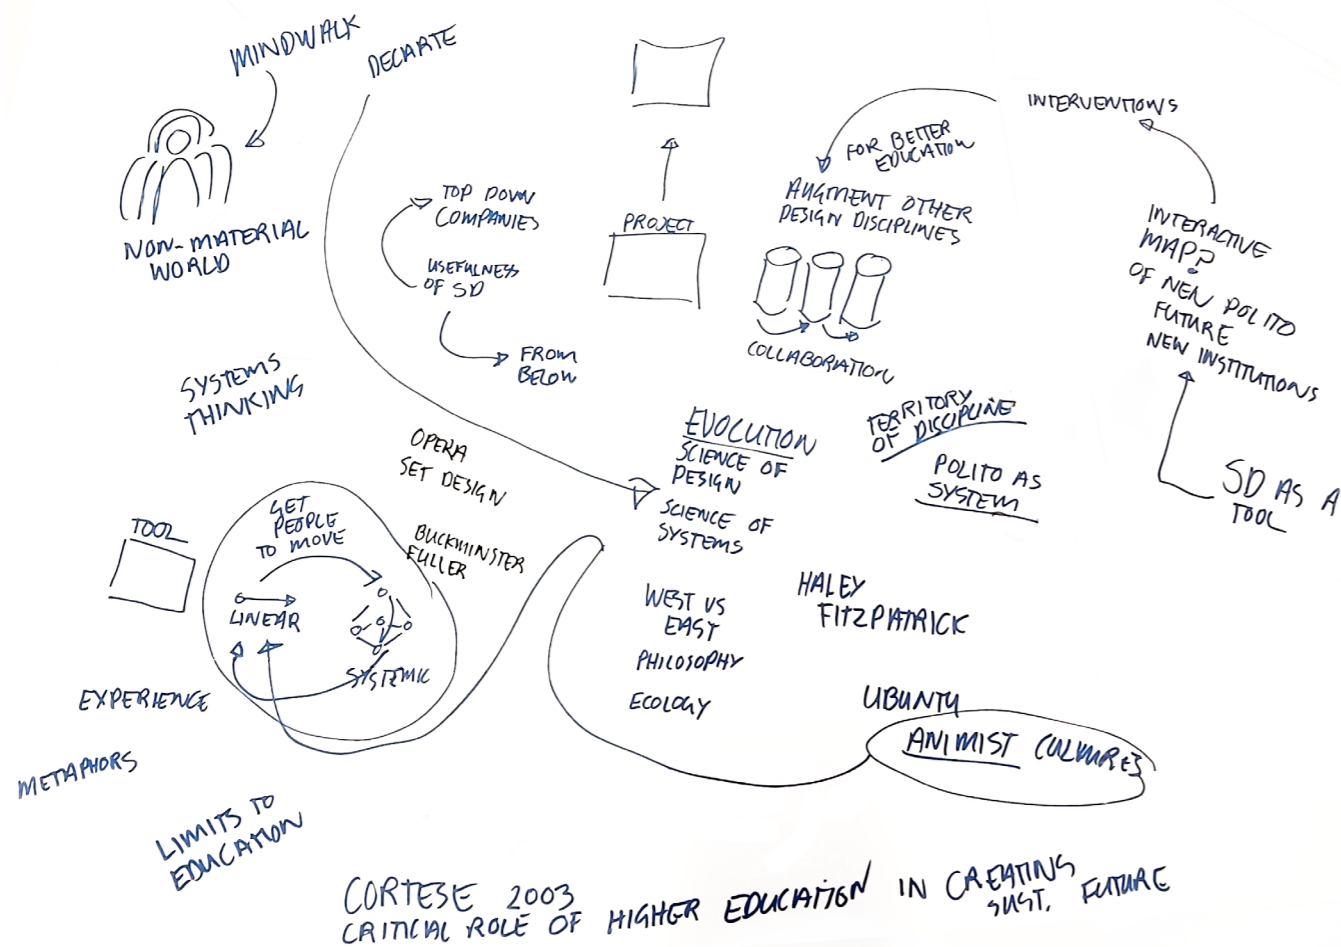 MINDWALK
DECARTE
NON-MATERIAL
WORLD
TOP DOWN
COMPANIES
USEFULNESS
OF SD
FROM
BELOW
PROJECT
INTERVENTIONS
FOR BETTER
EDUCATION
AUGMENT OTHER
DESIGN DISCIPLINES
COLLABORATION
INTERACTIVE
MAP?
OF NEW POLITO
FUTURE
NEW INSTITUTIONS
SD AS A
TOOL
SYSTEMS
THINKING
OPERA
SET DESIGN
BUCKMINSTER
FULLER
EVOLUTION
SCIENCE OF
DESIGN
SCIENCE OF
SYSTEMS
TERRITORY
OF DISCIPLINE
POLITO AS
SYSTEM
TOOL
GET
PEOPLE
TO MOVE
LINEAR
SYSTEMIC
WEST VS
EAST
PHILOSOPHY
ECOLOGY
HALEY
FITZPATRICK
UBUNTU
ANIMIST CULTURES
EXPERIENCE
METAPHORS
LIMITS TO
EDUCATION
CORTESE 2003
CRITICAL ROLE OF HIGHER EDUCATION IN CREATING
SUST. FUTURE